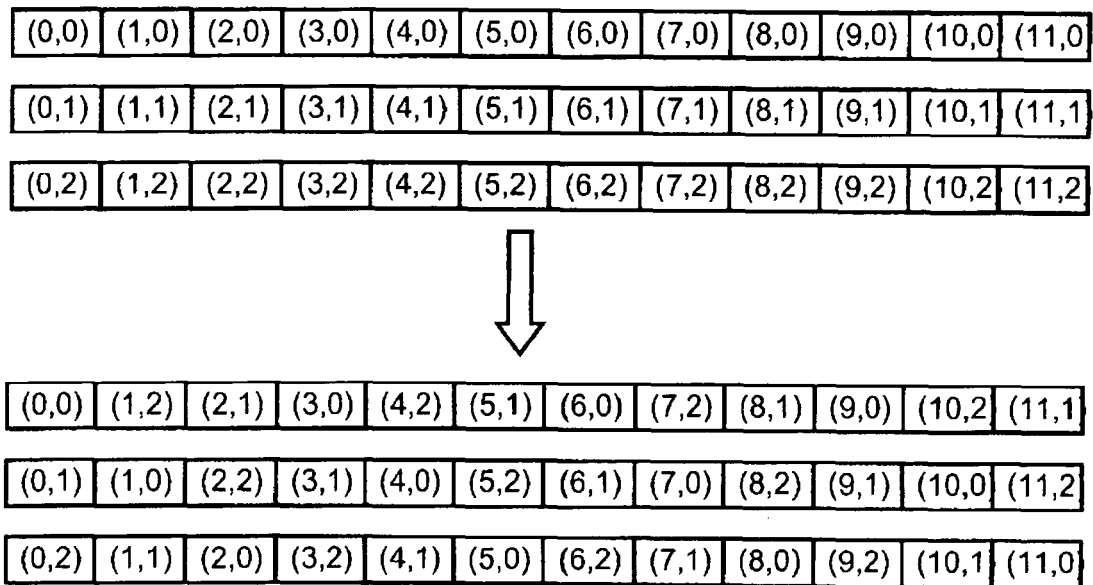 (0,0) (1,0) (2,0) (3,0) (4,0) (5,0) (6,0) (7,0) (8,0) (9,0) (10,0 (11,0
(0,1) (1,1) (2,1) (3,1) (4,1) (5,1) (6,1) (7,1) (8,1) (9,1) (10,1 (11,1
(0,2) (1,2) (2,2) (3,2) (4,2) (5,2) (6,2) (7,2) (8,2) (9,2) (10,2 (11,2
(0,0) (1,2) (2,1) (3,0) (4,2) (5,1) (6,0) (7,2) (8,1) (9,0) (10,2 (11,1
(0,1) (1,0) (2,2) (3,1) (4,0) (5,2) (6,1) (7,0) (8,2) (9,1) (10,0 (11,2
(0,2) (1,1) (2,0) (3,2) (4,1) (5,0) (6,2) (7,1) (8,0) (9,2) (10,1 (11,0